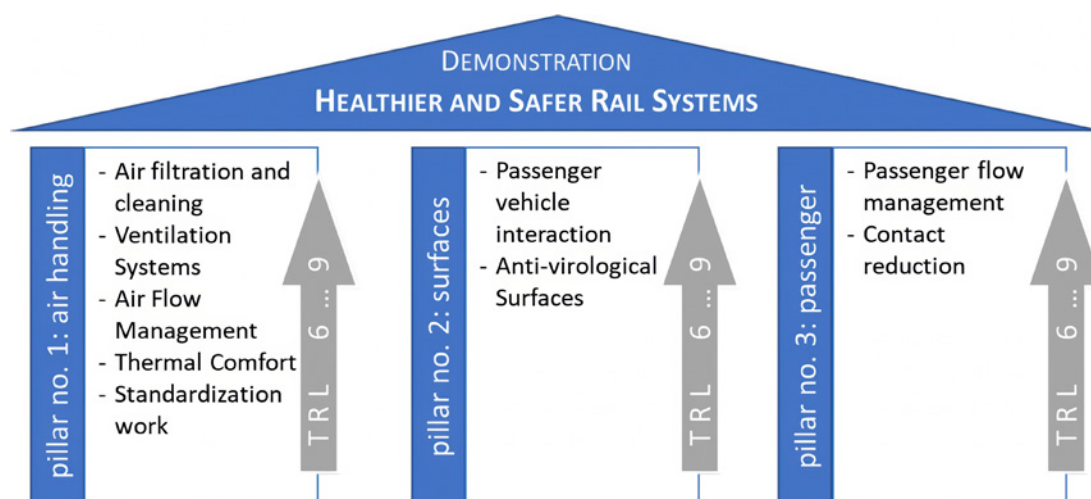 DEMONSTRATION
HEALTHIER AND SAFER RAIL SYSTEMS
pillar no. 1: air handling
- Air filtration and
cleaning
- Ventilation
Systems
- Air Flow
Management
- Thermal Comfort
- Standardization
work
TRL 6 ... 9
pillar no. 2: surfaces
- Passenger
vehicle
interaction
- Anti-virological
Surfaces
TRL 6 ... 9
pillar no. 3: passenger
- Passenger flow
management
- Contact
reduction
TRL 6 ... 9